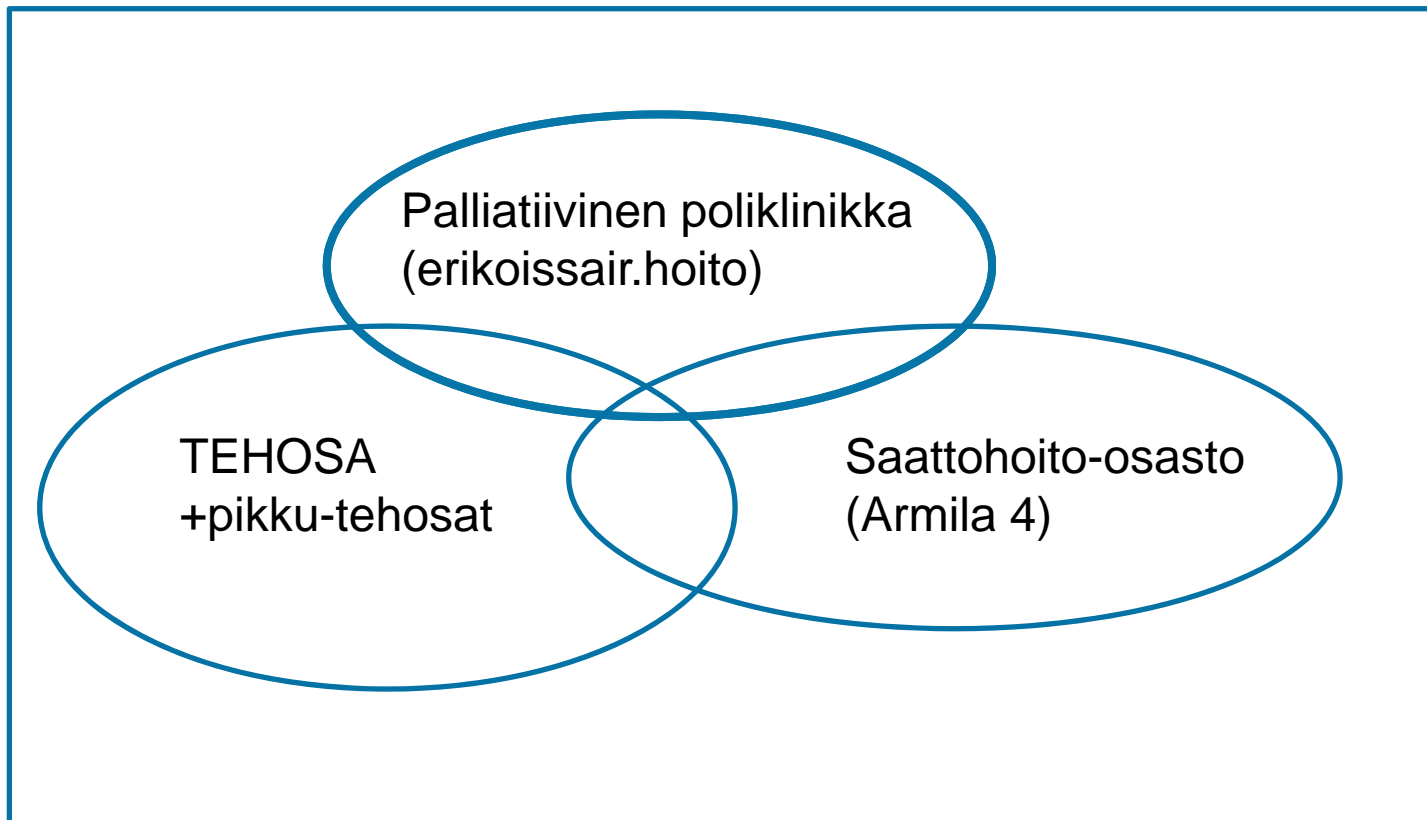 Palliatiivinen poliklinikka
(erikoissair.hoito)
TEHOSA
+pikku-tehosat
Saattohoito-osasto
(Armila 4)